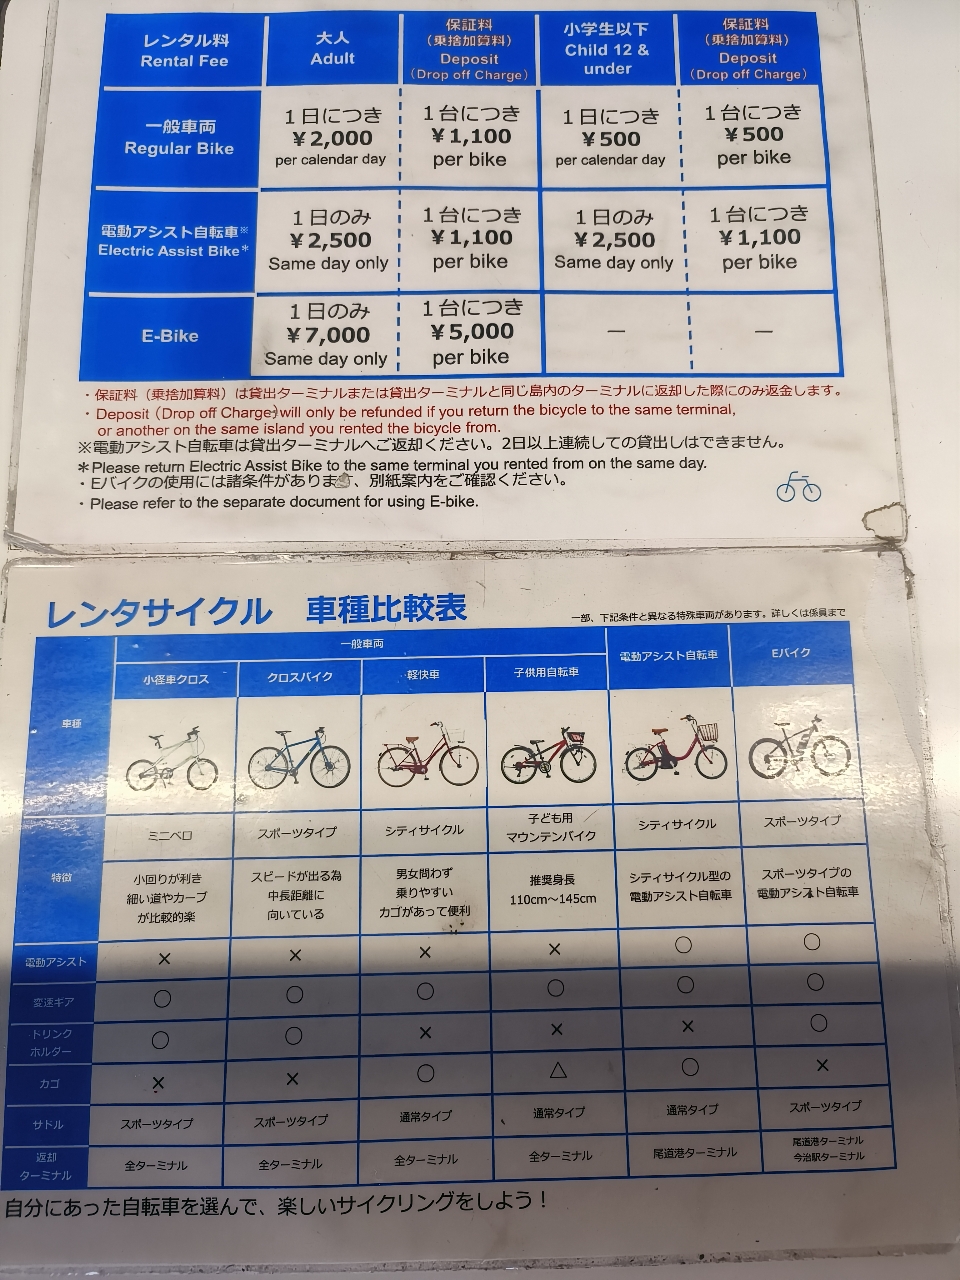 レンタル料
Rental Fee
大人
Adult
保証料
（乗捨加算料）
Deposit
（Drop off Charge）
小学生以下
Child 12 &
under
保証料
（乗捨加算料）
Deposit
（Drop off Charge）
一般車両
Regular Bike
1日につき
¥2,000
per calendar day
1台につき
¥1,100
per bike
1日につき
¥500
per calendar day
1台につき
¥500
per bike
電動アシスト自転車※
Electric Assist Bike*
1日のみ
¥2,500
Same day only
1台につき
¥1,100
per bike
1日のみ
¥2,500
Same day only
1台につき
¥1,100
per bike
E-Bike
1日のみ
¥7,000
Same day only
1台につき
¥5,000
per bike
―
―
・保証料（乗捨加算料）は貸出ターミナルまたは貸出ターミナルと同じ島内のターミナルに返却した際にのみ返金します。
・Deposit（Drop off Charge）will only be refunded if you return the bicycle to the same terminal,
or another on the same island you rented the bicycle from.
※電動アシスト自転車は貸出ターミナルへご返却ください。2日以上連続しての貸出しはできません。
*Please return Electric Assist Bike to the same terminal you rented from on the same day.
・Eバイクの使用には諸条件があります、別紙案内をご確認ください。
・Please refer to the separate document for using E-bike.
レンタサイクル　車種比較表
一部、下記条件と異なる特殊車両があります。詳しくは係員まで
車種
一般車両
電動アシスト自転車
Eバイク
小径車クロス
クロスバイク
軽快車
子供用自転車
特徴
ミニベロ
スポーツタイプ
シティサイクル
子ども用
マウンテンバイク
シティサイクル
スポーツタイプ
小回りが利き
細い道やカーブ
が比較的楽
スピードが出る為
中長距離に
向いている
男女問わず
乗りやすい
カゴがあって便利
推奨身長
110cm～145cm
シティサイクル型の
電動アシスト自転車
スポーツタイプの
電動アシスト自転車
電動アシスト
×
×
×
×
○
○
変速ギア
○
○
○
○
○
○
ドリンク
ホルダー
○
○
×
×
×
○
カゴ
×
×
○
△
○
×
サドル
スポーツタイプ
スポーツタイプ
通常タイプ
通常タイプ
通常タイプ
スポーツタイプ
返却
ターミナル
全ターミナル
全ターミナル
全ターミナル
全ターミナル
尾道港ターミナル
尾道港ターミナル
今治駅ターミナル
自分にあった自転車を選んで、楽しいサイクリングをしよう！